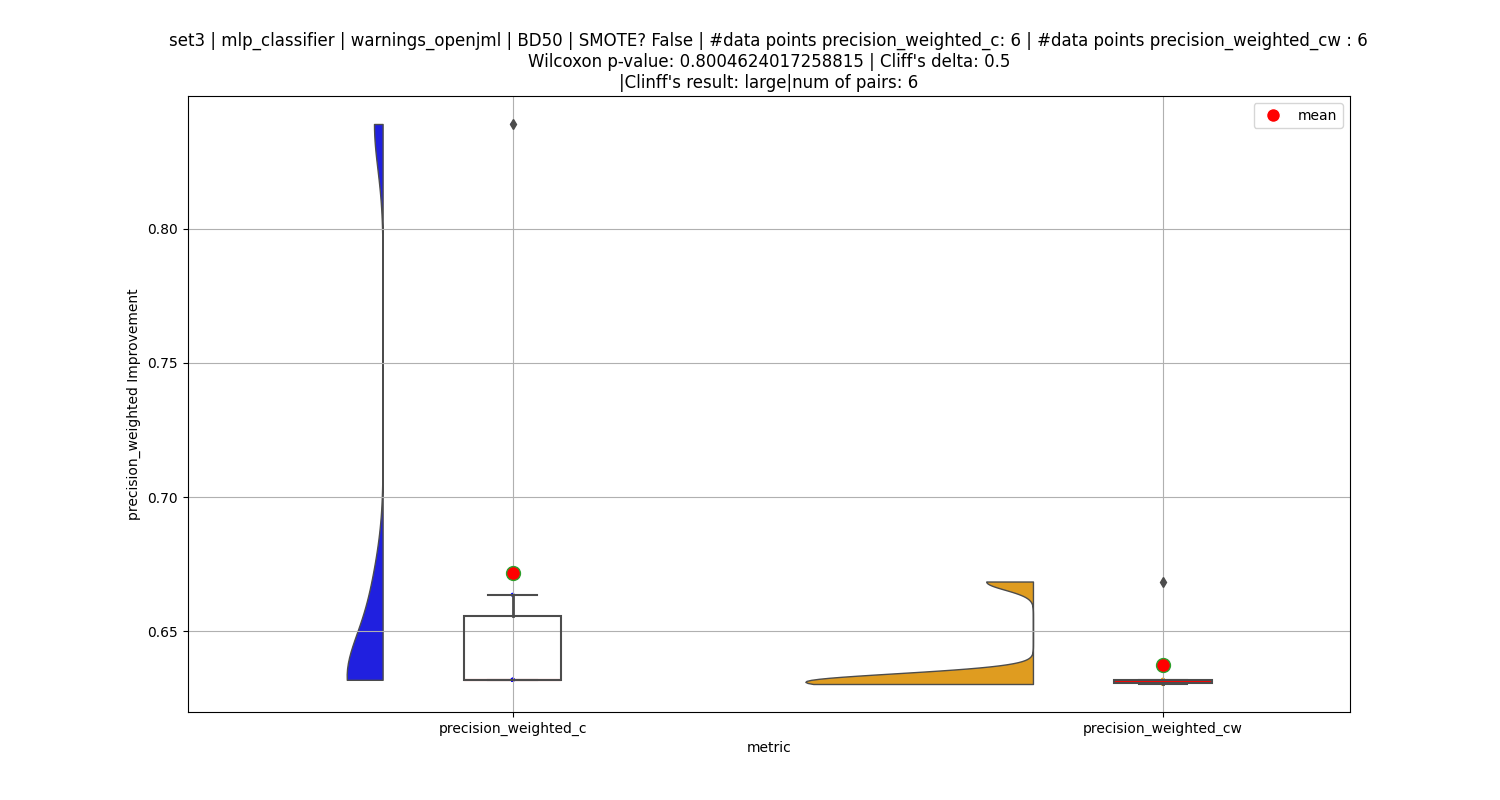 set3 | mlp_classifier | warnings_openjml | BD50 | SMOTE? False | #data points precision_weighted_c: 6 | #data points precision_weighted_cw : 6
Wilcoxon p-value: 0.8004624017258815 | Cliff's delta: 0.5
|Clinff's result: large|num of pairs: 6
mean
0.80
0.75
0.70
0.65
precision_weighted Improvement
precision_weighted_c
precision_weighted_cw
metric